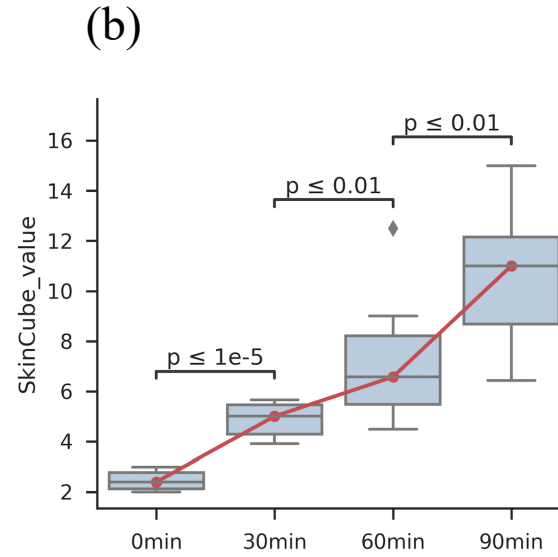 (b)
SkinCube_value
16
14
12
10
8
6
4
2
p ≤ 0.01
p ≤ 0.01
p ≤ 1e-5
0min 30min 60min 90min